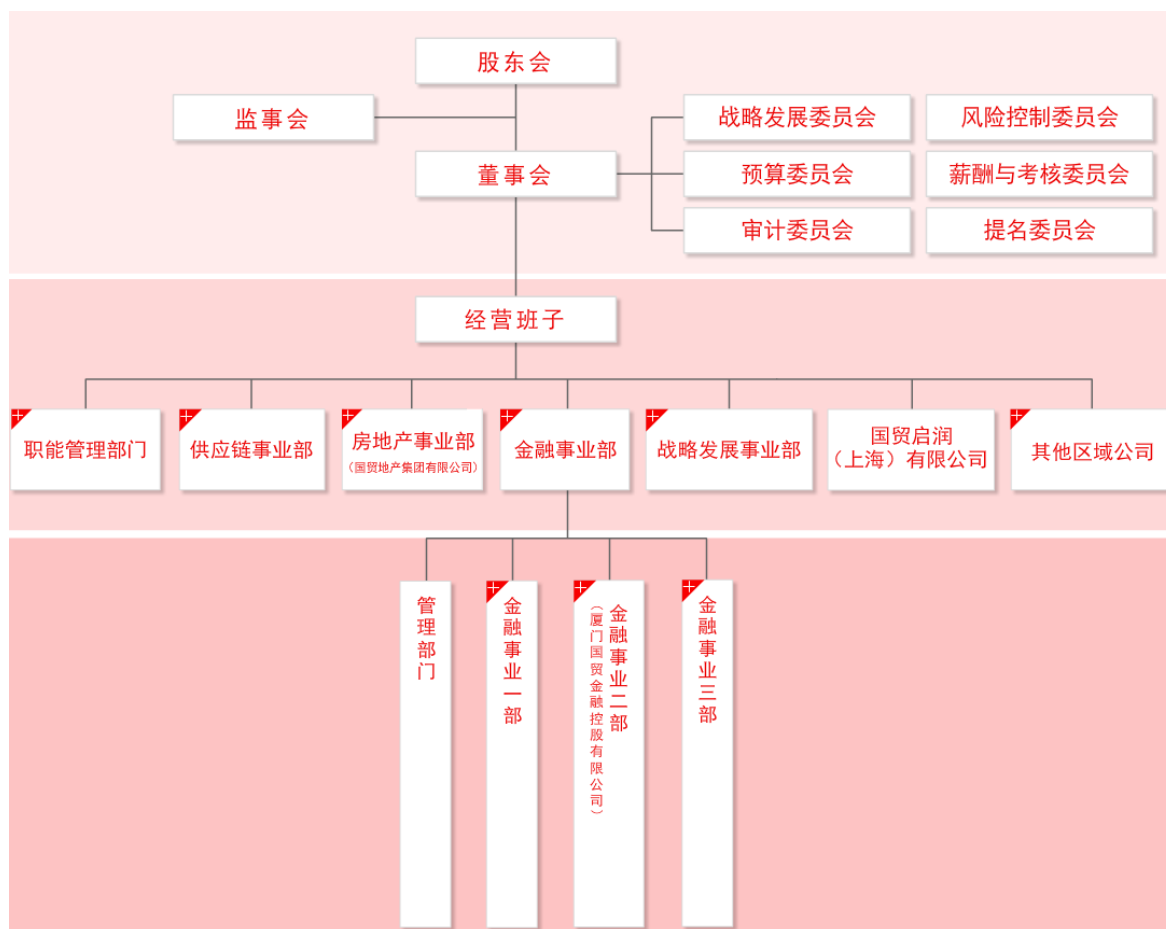 股东会
监事会
董事会
战略发展委员会
风险控制委员会
预算委员会
薪酬与考核委员会
审计委员会
提名委员会
经营班子
职能管理部门
供应链事业部
房地产事业部
（国贸地产集团有限公司）
金融事业部
战略发展事业部
国贸启润
（上海）有限公司
其他区域公司
管理部门
金融事业一部
金融事业二部
（厦门国贸金融控股有限公司）
金融事业三部